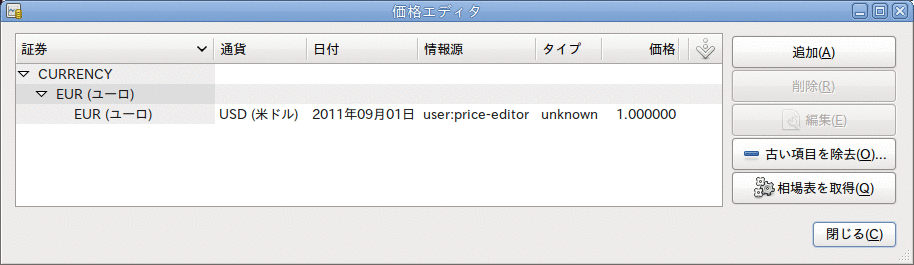 価格エディタ
証券 通貨 日付 情報源 タイプ 価格
CURRENCY
EUR (ユーロ)
EUR (ユーロ) USD (米ドル) 2011年09月01日 user:price-editor unknown 1.000000
追加(A)
削除(R)
編集(E)
古い項目を除去(O)...
相場表を取得(Q)
閉じる(C)